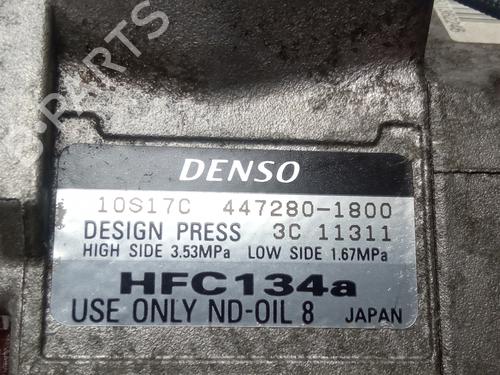 DENSO
10S17C 447280-1800
DESIGN PRESS 3C 11311
HIGH SIDE 3.53MPa LOW SIDE 1.67MPa
HFC134a
USE ONLY ND-OIL 8 JAPAN